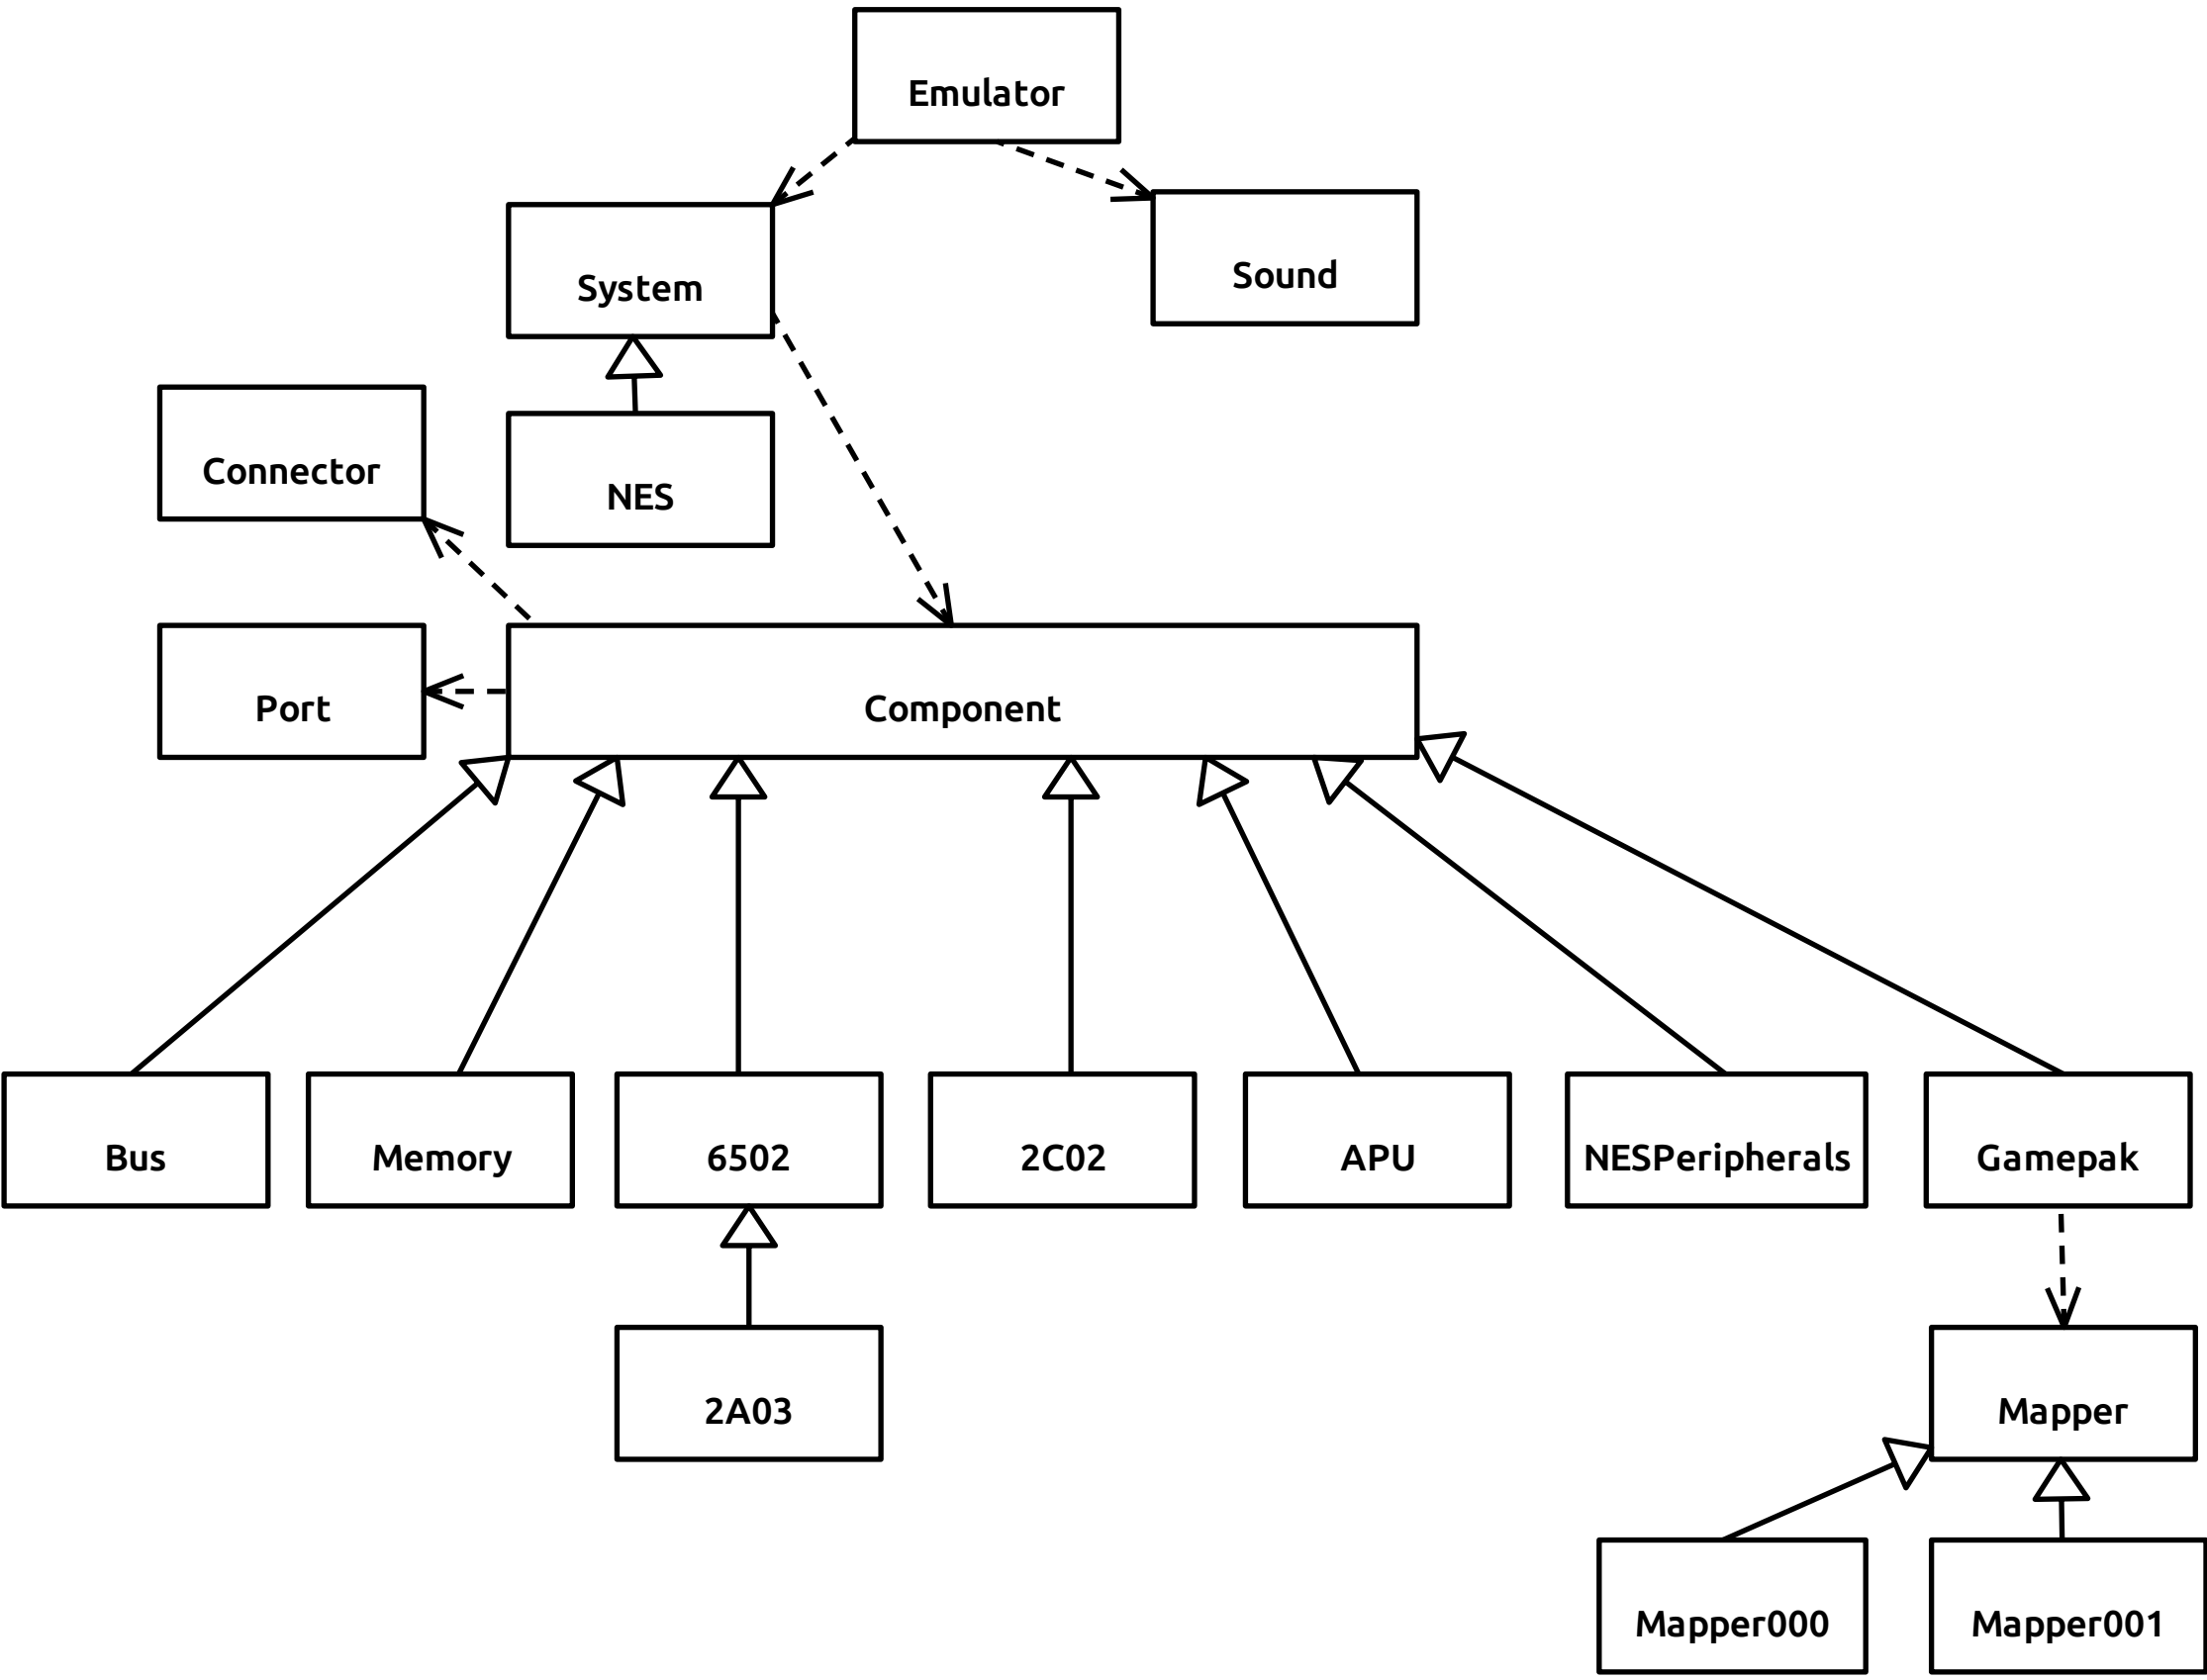 Emulator
Sound
System
Connector
NES
Port
Component
Bus
Memory
6502
2C02
APU
NESPeripherals
Gamepak
2A03
Mapper
Mapper000
Mapper001